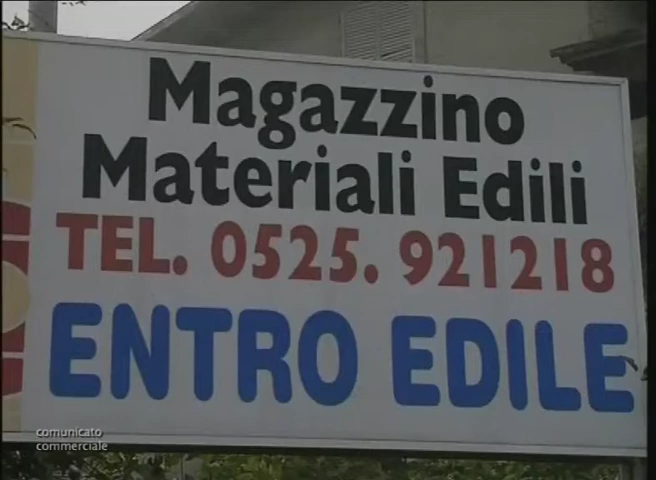 Magazzino
Materiali Edili
TEL. 0525. 921218
ENTRO EDILE
comunicato
commerciale